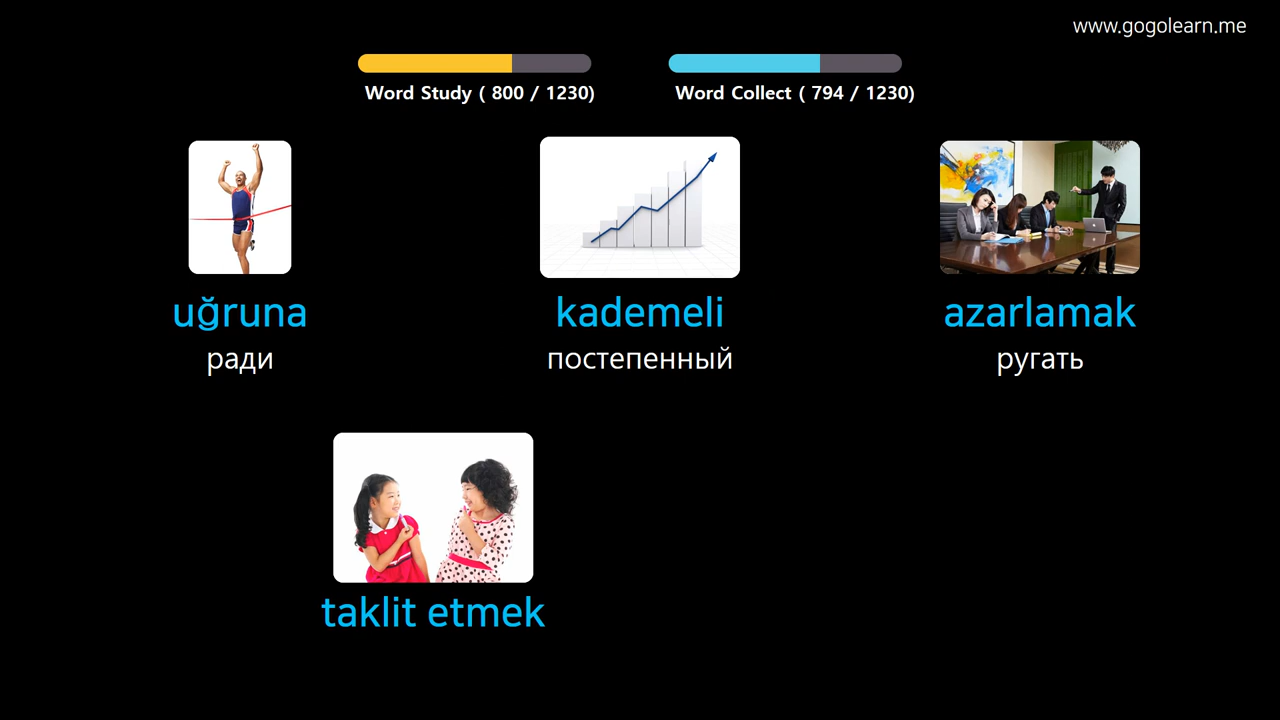 www.gogolearn.me
Word Study ( 800 / 1230)
Word Collect ( 794 / 1230)
uğruna
ради
kademeli
постепенный
azarlamak
ругать
taklit etmek